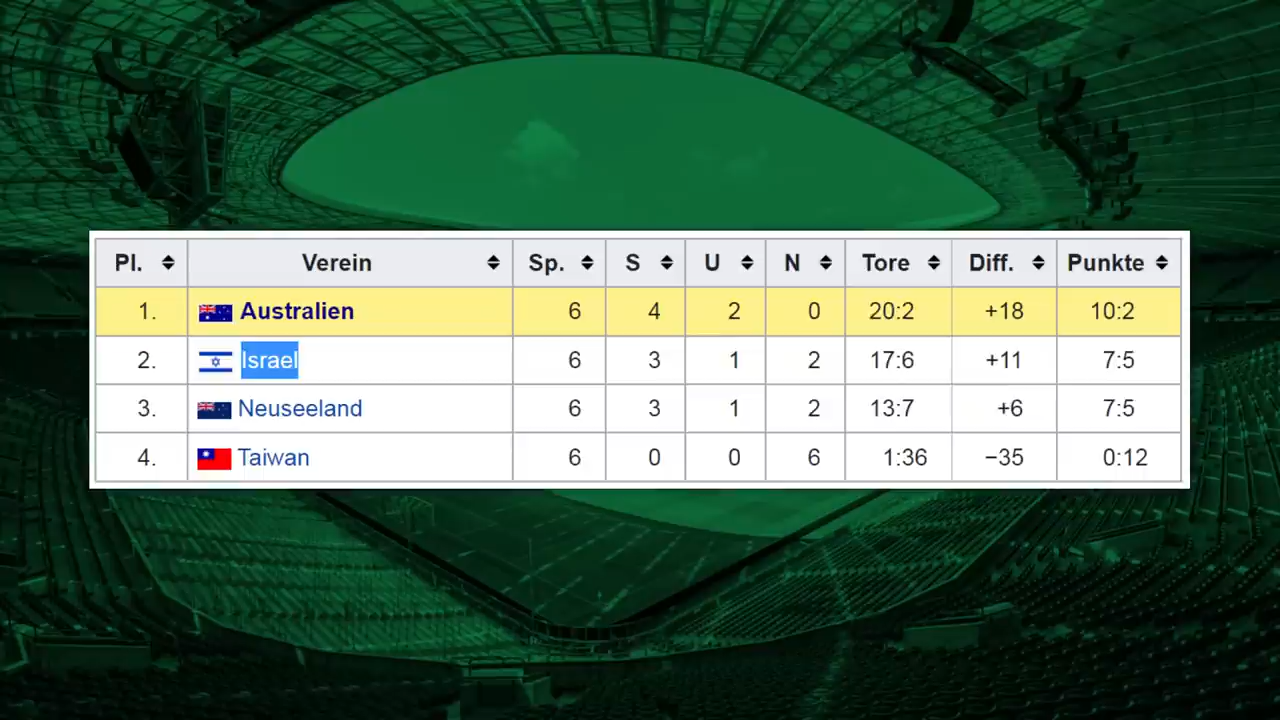 Pl. Verein Sp. S U N Tore Diff. Punkte
1. Australien 6 4 2 0 20:2 +18 10:2
2. Israel 6 3 1 2 17:6 +11 7:5
3. Neuseeland 6 3 1 2 13:7 +6 7:5
4. Taiwan 6 0 0 6 1:36 −35 0:12